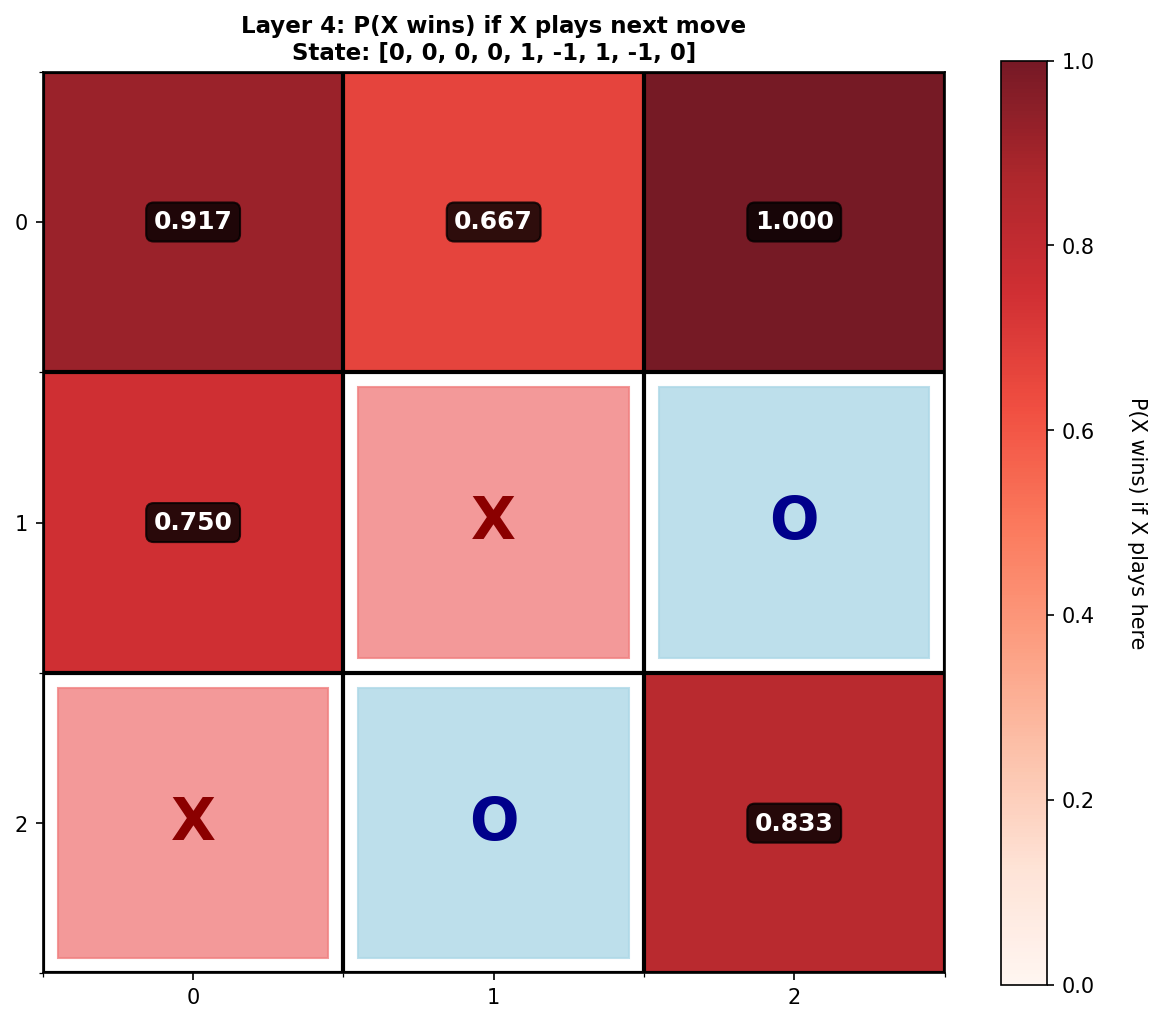 Layer 4: P(X wins) if X plays next move
State: [0, 0, 0, 0, 1, -1, 1, -1, 0]
0
0.917
0.667
1.000
1
0.750
X
O
2
X
O
0.833
0
1
2
1.0
0.8
0.6
0.4
0.2
0.0
P(X wins) if X plays here